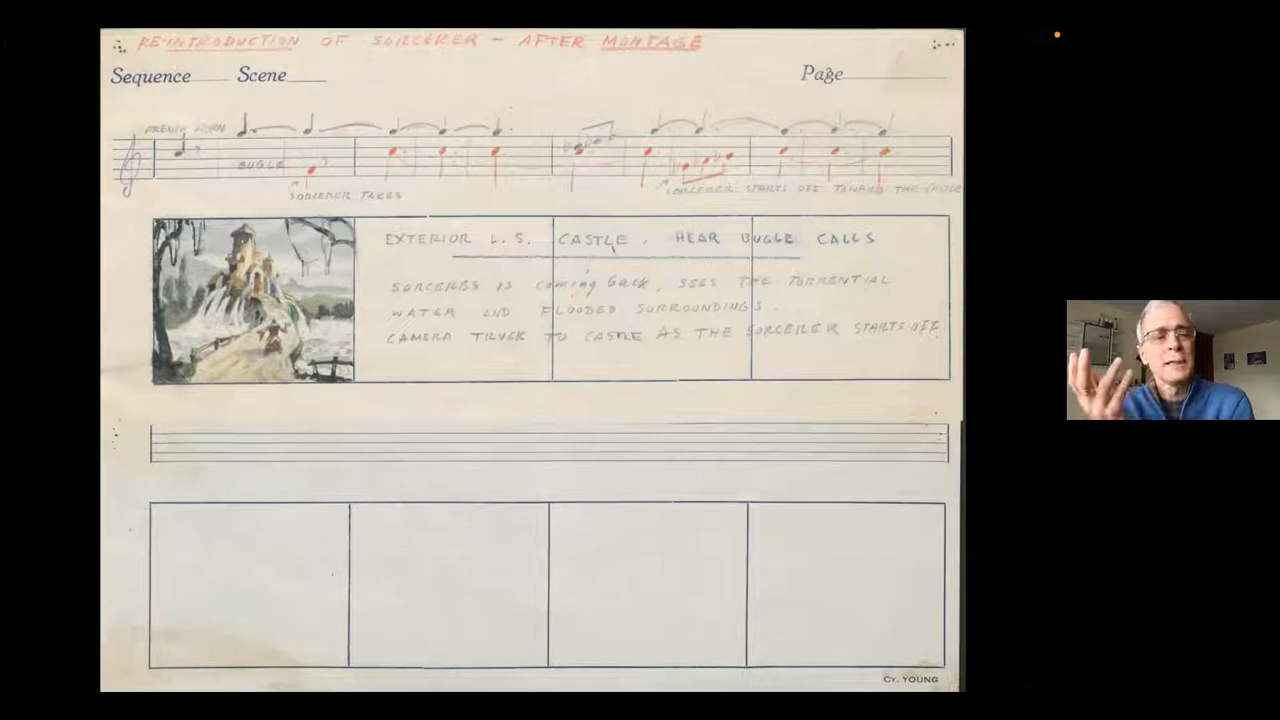 RE-INTRODUCTION OF SORCERER — AFTER MONTAGE
Sequence Scene Page
FRENCH HORN
BUGLE
SORCERER TAKES
SORCERER STARTS OFF TOWARD THE CASTLE
EXTERIOR L.S. CASTLE. HEAR BUGLE CALLS
IS coming back, SEES THE TORRENTIAL
WATER AND FLOODED SURROUNDINGS.
CAMERA TRUCK TO CASTLE AS THE SORCERER STARTS OFF.
CY. YOUNG